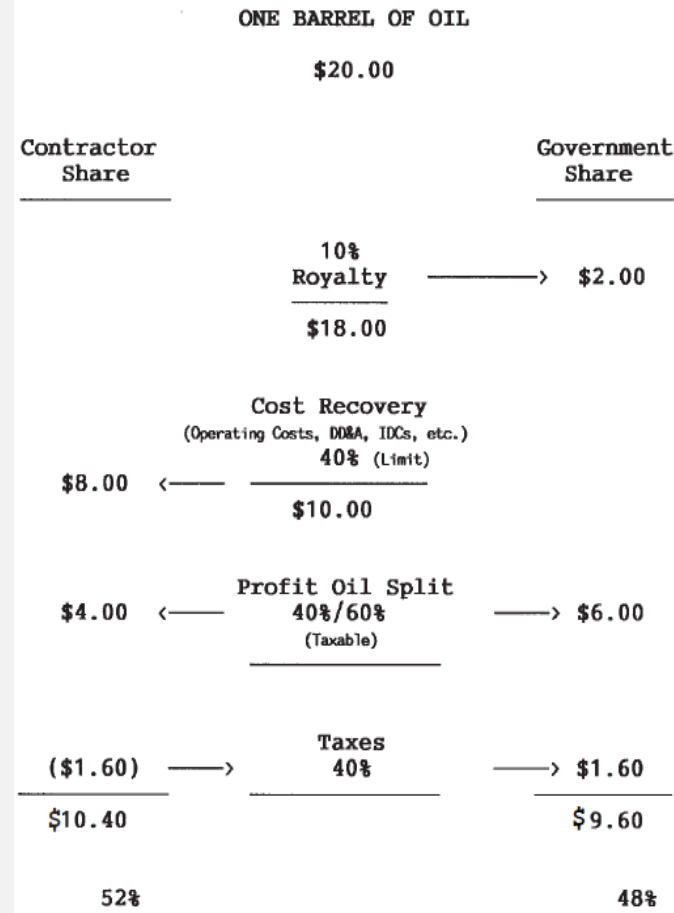 ONE BARREL OF OIL
$20.00
Contractor Government
Share Share
10%
Royalty ———> $2.00
$18.00
Cost Recovery
(Operating Costs, DD&A, IDCs, etc.)
40% (Limit)
$8.00 <——
$10.00
Profit Oil Split
$4.00 <—— 40%/60% ——> $6.00
(Taxable)
Taxes
($1.60) ——> 40% ——> $1.60
$10.40 $9.60
52% 48%